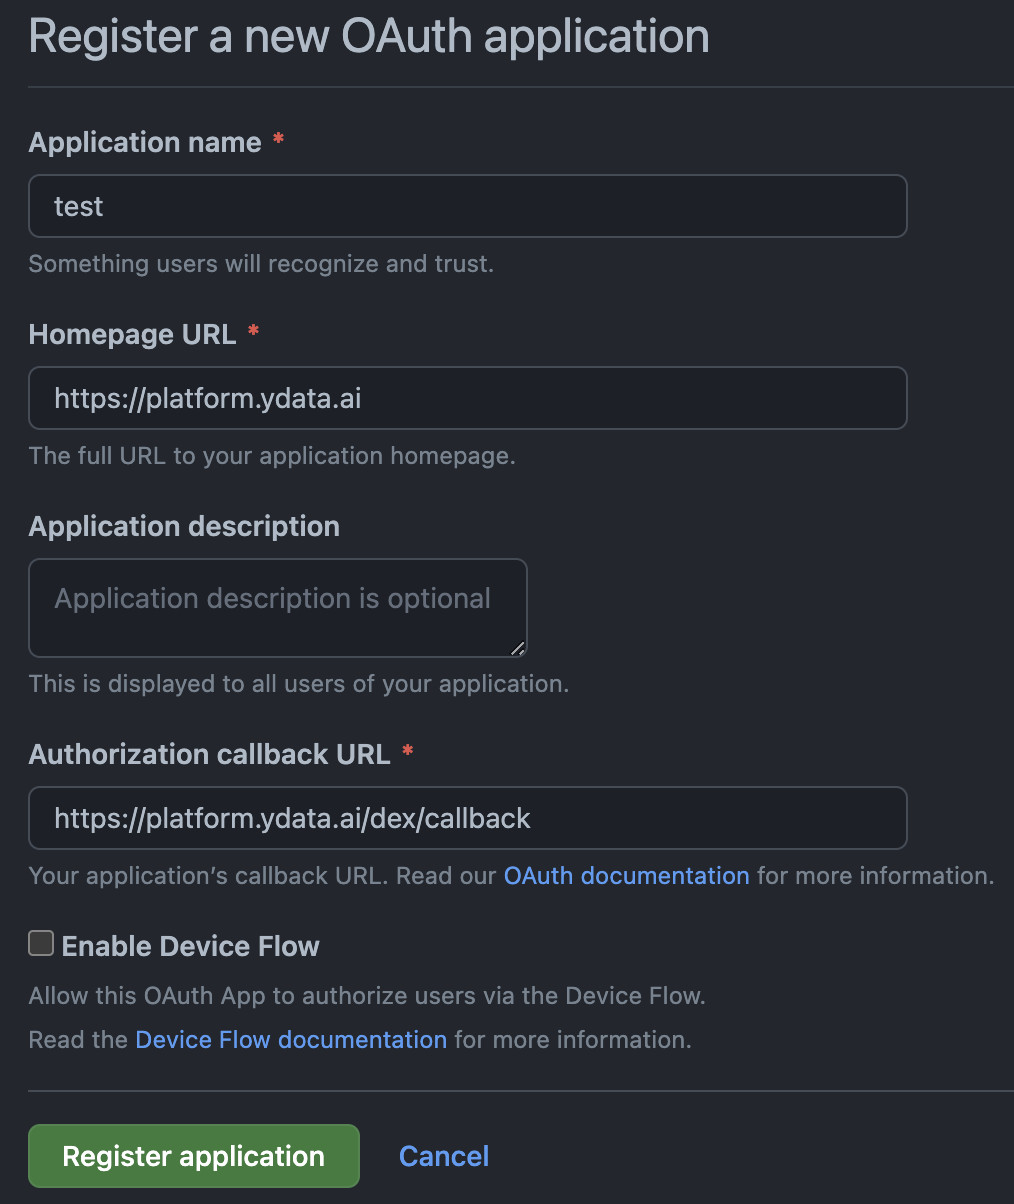 Register a new OAuth application
Application name *
test
Something users will recognize and trust.
Homepage URL *
https://platform.ydata.ai
The full URL to your application homepage.
Application description
Application description is optional
This is displayed to all users of your application.
Authorization callback URL *
https://platform.ydata.ai/dex/callback
Your application’s callback URL. Read our OAuth documentation for more information.
Enable Device Flow
Allow this OAuth App to authorize users via the Device Flow.
Read the Device Flow documentation for more information.
Register application Cancel